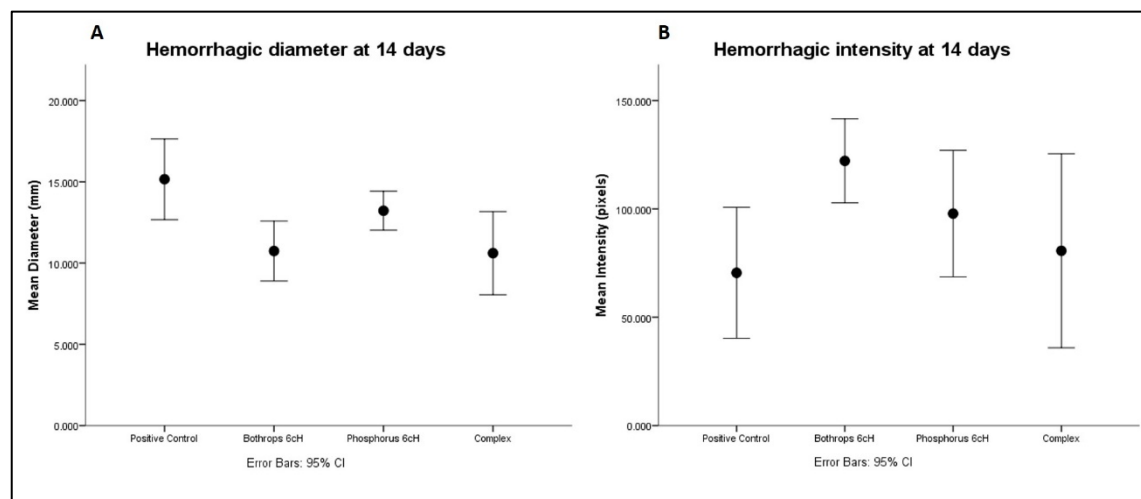 A
Hemorrhagic diameter at 14 days
Mean Diameter (mm)
20.000
15.000
10.000
5.000
0.000
Positive Control
Bothrops 6cH
Phosphorus 6cH
Complex
Error Bars: 95% CI
B
Hemorrhagic intensity at 14 days
Mean Intensity (pixels)
150.000
100.000
50.000
0.000
Positive Control
Bothrops 6cH
Phosphorus 6cH
Complex
Error Bars: 95% CI